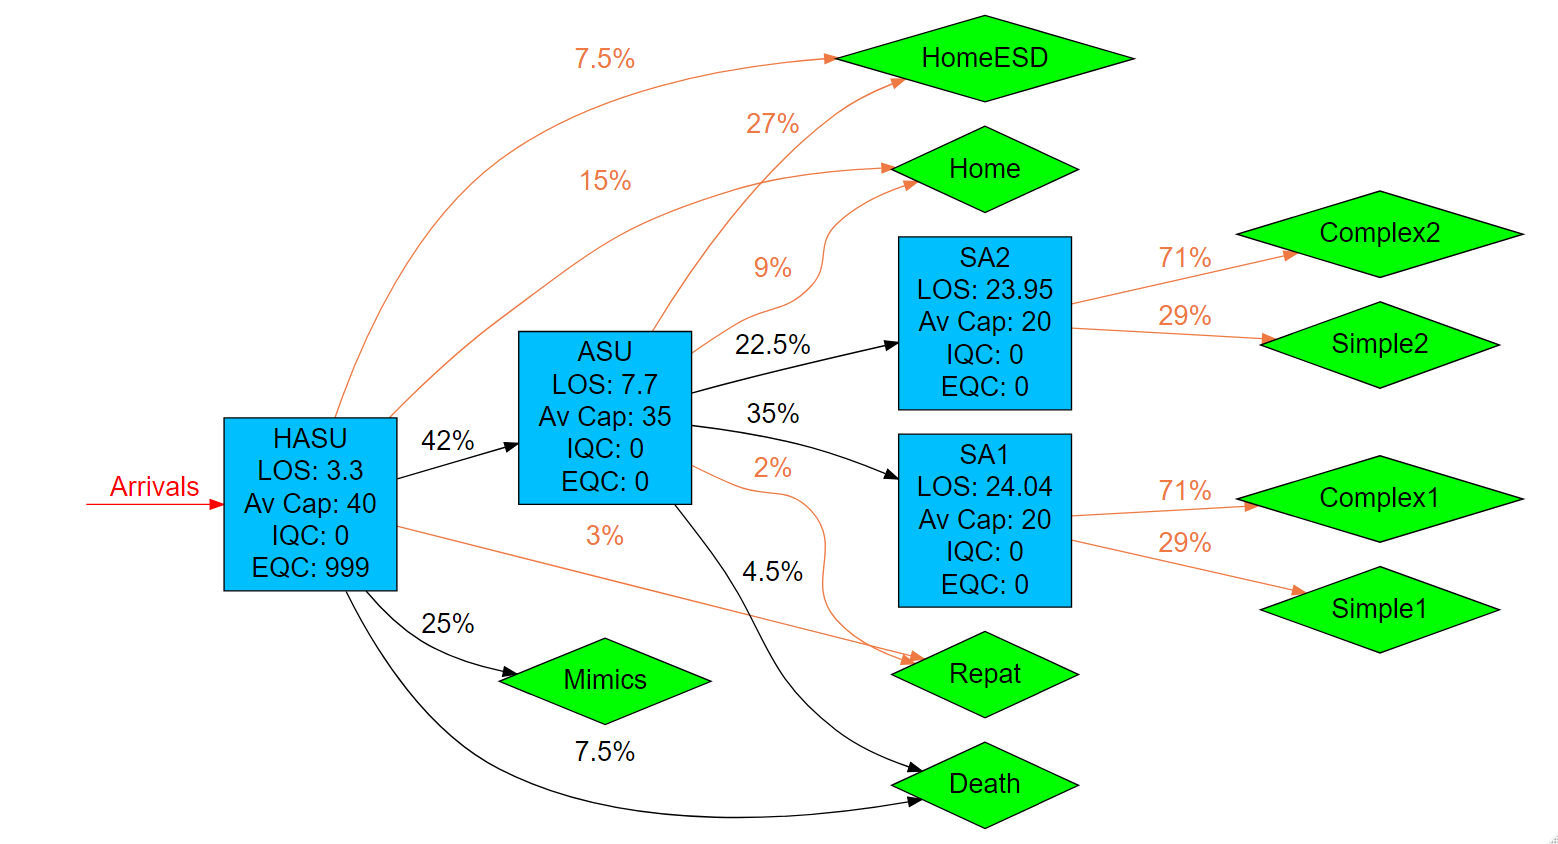 7.5%
HomeESD
27%
15%
Home
9%
Complex2
71%
29%
Simple2
SA2
LOS: 23.95
Av Cap: 20
IQC: 0
EQC: 0
22.5%
ASU
LOS: 7.7
Av Cap: 35
IQC: 0
EQC: 0
35%
42%
HASU
LOS: 3.3
Av Cap: 40
IQC: 0
EQC: 999
Arrivals
SA1
LOS: 24.04
Av Cap: 20
IQC: 0
EQC: 0
2%
71%
Complex1
29%
Simple1
3%
4.5%
25%
Mimics
Repat
7.5%
Death